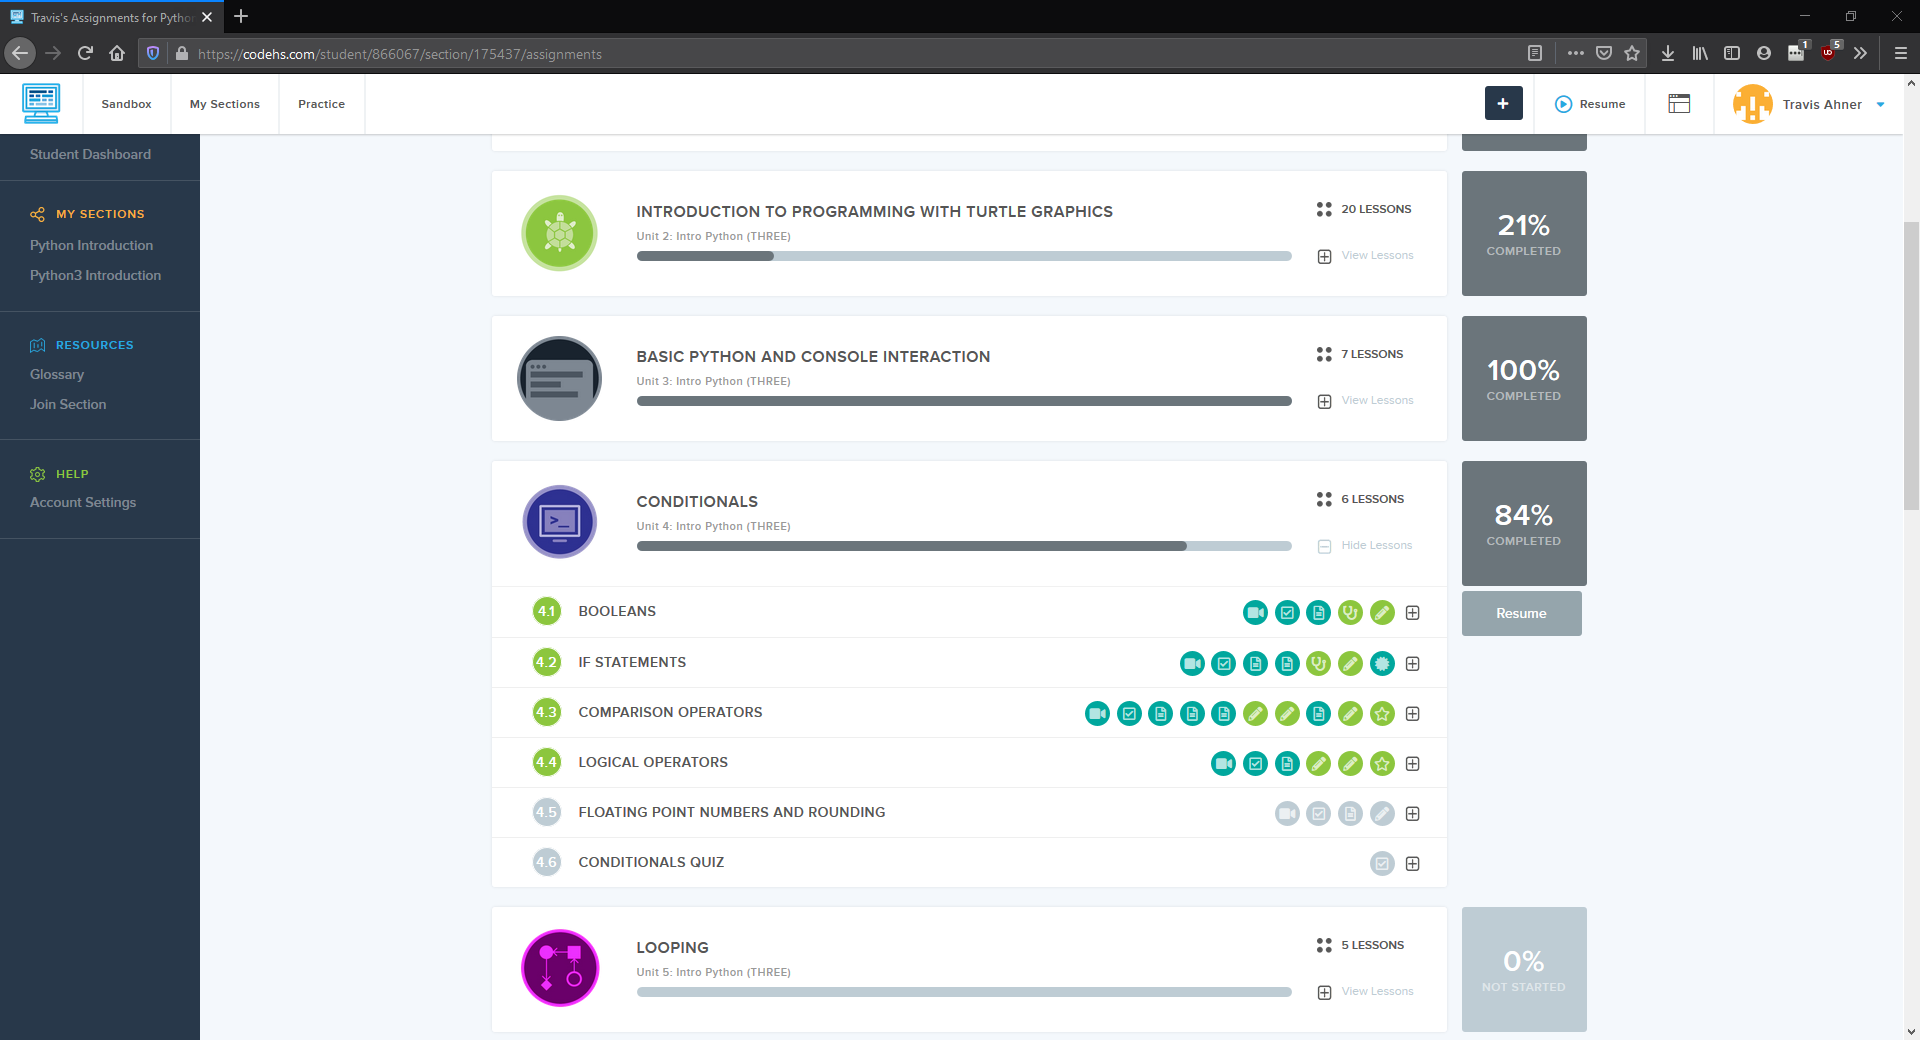 Travis's Assignments for Pytho
https://codehs.com/student/866067/section/175437/assignments
1
5
Sandbox
My Sections
Practice
+
Resume
Travis Ahner
Student Dashboard
MY SECTIONS
Python Introduction
Python3 Introduction
RESOURCES
Glossary
Join Section
HELP
Account Settings
INTRODUCTION TO PROGRAMMING WITH TURTLE GRAPHICS
Unit 2: Intro Python (THREE)
20 LESSONS
View Lessons
21%
COMPLETED
BASIC PYTHON AND CONSOLE INTERACTION
Unit 3: Intro Python (THREE)
7 LESSONS
View Lessons
100%
COMPLETED
>_
CONDITIONALS
Unit 4: Intro Python (THREE)
6 LESSONS
Hide Lessons
84%
COMPLETED
Resume
4.1 BOOLEANS
4.2 IF STATEMENTS
4.3 COMPARISON OPERATORS
4.4 LOGICAL OPERATORS
4.5 FLOATING POINT NUMBERS AND ROUNDING
4.6 CONDITIONALS QUIZ
LOOPING
Unit 5: Intro Python (THREE)
5 LESSONS
View Lessons
0%
NOT STARTED